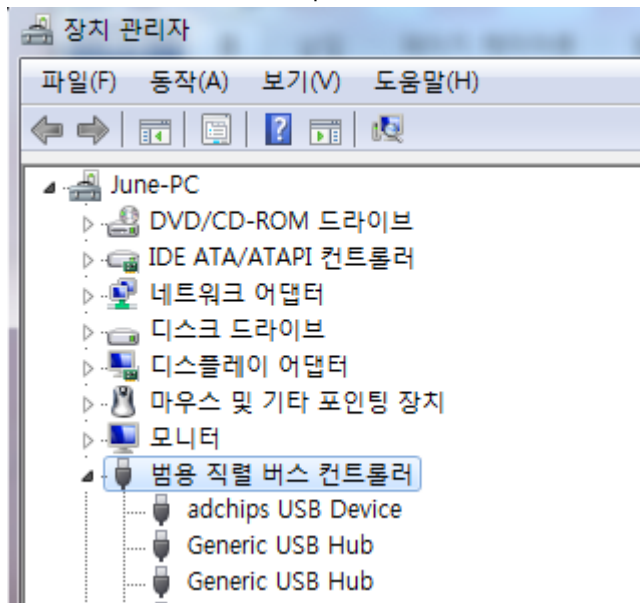 장치 관리자
파일(F) 동작(A) 보기(V) 도움말(H)
June-PC
DVD/CD-ROM 드라이브
IDE ATA/ATAPI 컨트롤러
네트워크 어댑터
디스크 드라이브
디스플레이 어댑터
마우스 및 기타 포인팅 장치
모니터
범용 직렬 버스 컨트롤러
adchips USB Device
Generic USB Hub
Generic USB Hub